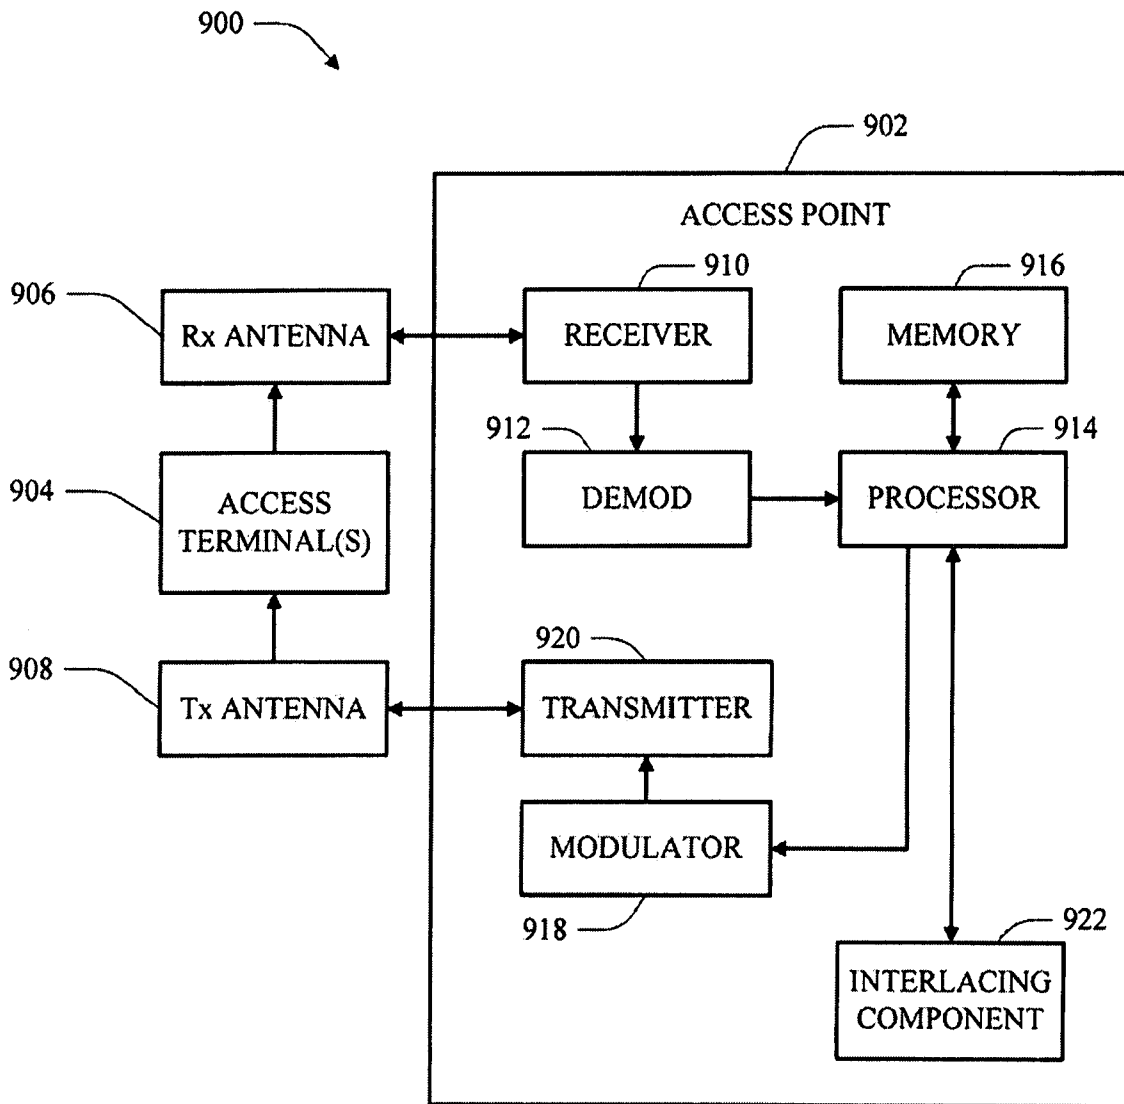 900
902
ACCESS POINT
910
916
906
Rx ANTENNA
RECEIVER
MEMORY
912
914
904
ACCESS
TERMINAL(S)
DEMOD
PROCESSOR
920
908
Tx ANTENNA
TRANSMITTER
MODULATOR
918
922
INTERLACING
COMPONENT